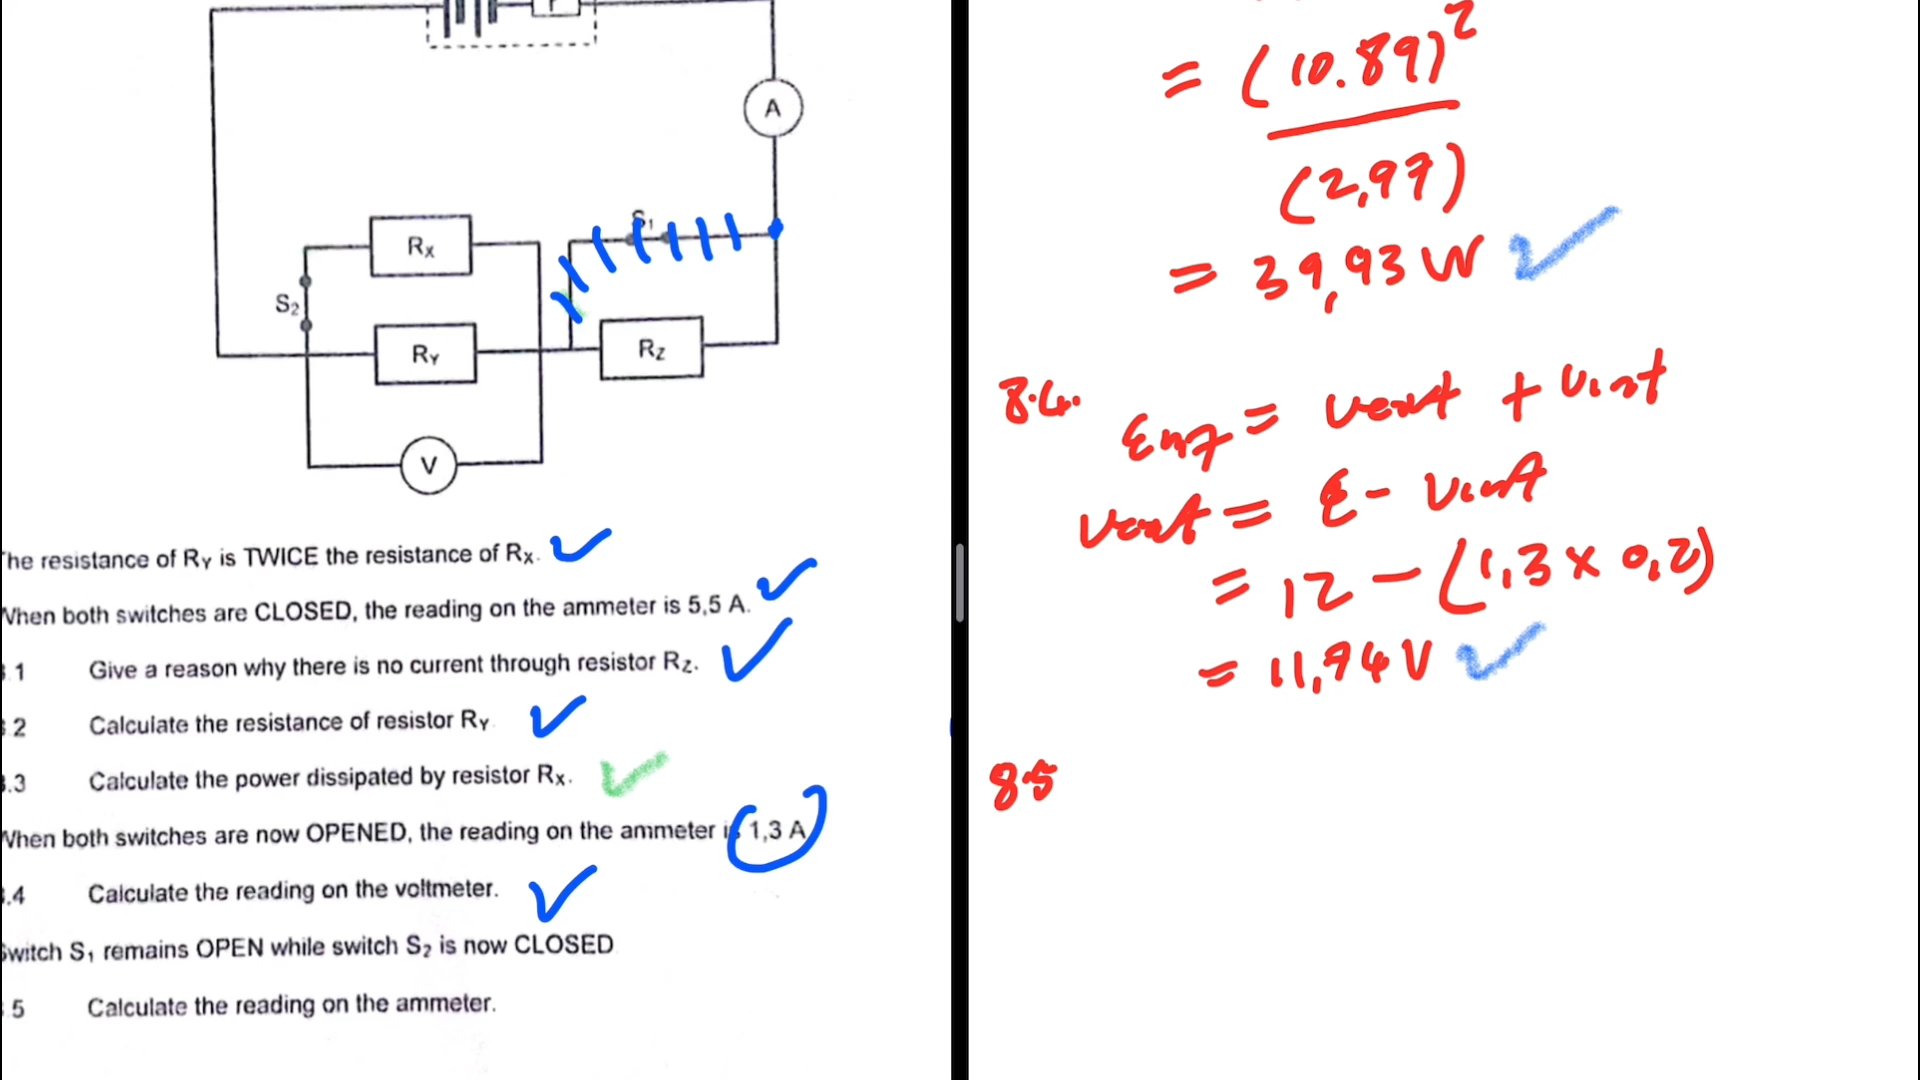 r
A
S1
RX
S2
RY
RZ
V
he resistance of RY is TWICE the resistance of RX.
When both switches are CLOSED, the reading on the ammeter is 5,5 A.
.1 Give a reason why there is no current through resistor RZ.
.2 Calculate the resistance of resistor RY.
.3 Calculate the power dissipated by resistor RX.
When both switches are now OPENED, the reading on the ammeter is 1,3 A
.4 Calculate the reading on the voltmeter.
Switch S1 remains OPEN while switch S2 is now CLOSED
5 Calculate the reading on the ammeter.
= (10.89)²
(2,97)
= 39,93 W
8.4. Emf = Vext + Vint
Vext = E - Vint
= 12 - (1,3 x 0,2)
= 11,74 V
8.5